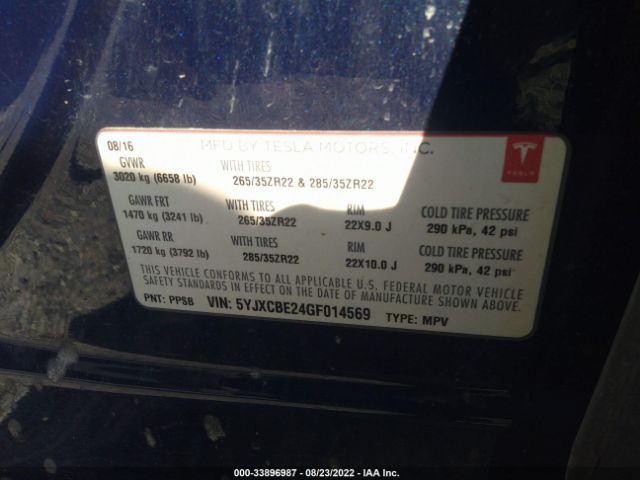 08/16 MFD BY TESLA MOTORS, INC.
TESLA
GVWR WITH TIRES
3020 kg (6658 lb) 265/35ZR22 & 285/35ZR22
GAWR FRT WITH TIRES RIM COLD TIRE PRESSURE
1470 kg (3241 lb) 265/35ZR22 22X9.0 J 290 kPa, 42 psi
GAWR RR WITH TIRES RIM COLD TIRE PRESSURE
1720 kg (3792 lb) 285/35ZR22 22X10.0 J 290 kPa, 42 psi
THIS VEHICLE CONFORMS TO ALL APPLICABLE U.S. FEDERAL MOTOR VEHICLE
SAFETY STANDARDS IN EFFECT ON THE DATE OF MANUFACTURE SHOWN ABOVE.
PNT: PPSB VIN: 5YJXCBE24GF014569 TYPE: MPV
000-33896987 - 08/23/2022 - IAA Inc.